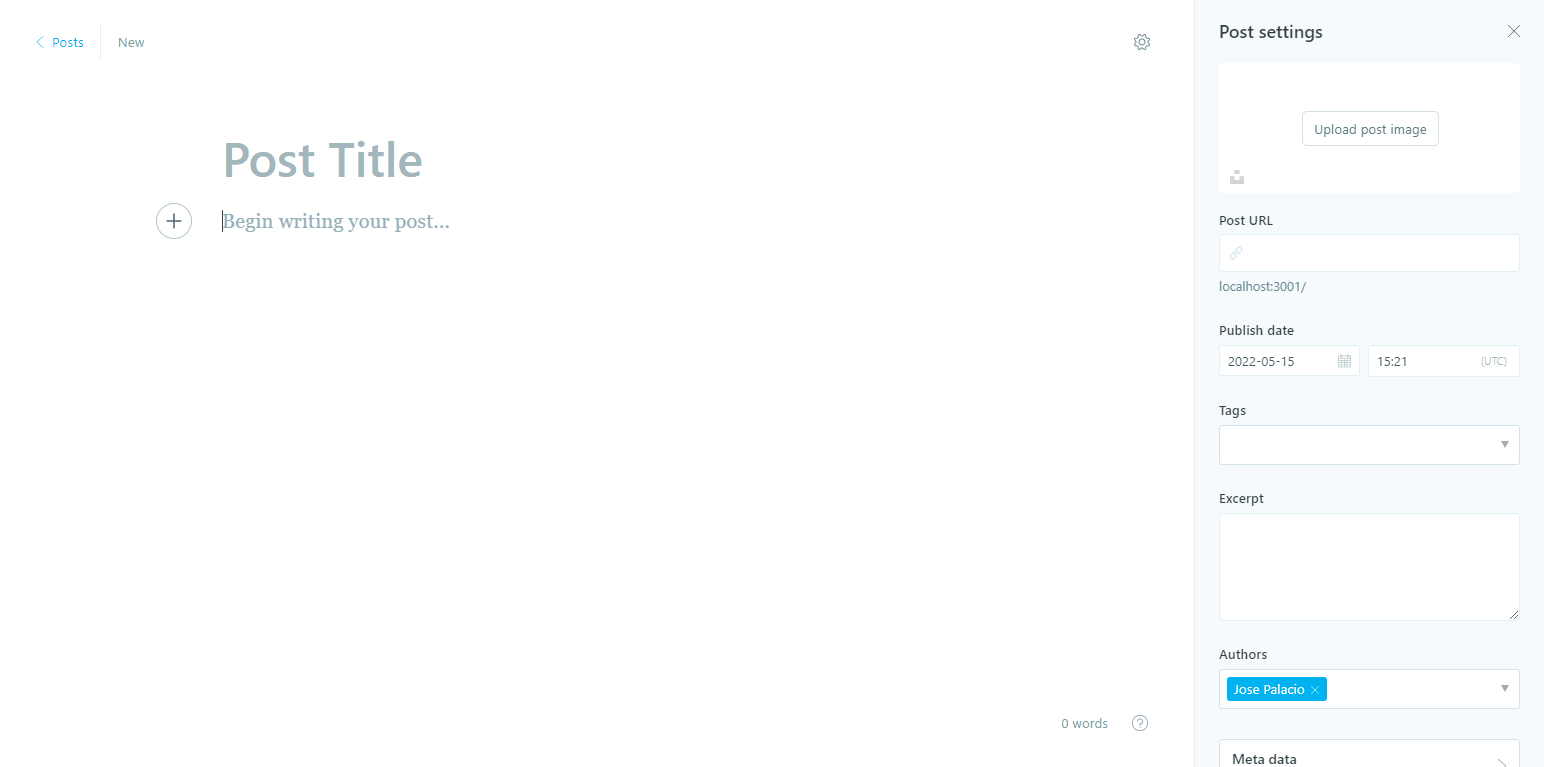 Posts
New
Post Title
Begin writing your post...
0 words
Post settings
Upload post image
Post URL
localhost:3001/
Publish date
2022-05-15
15:21 (UTC)
Tags
Excerpt
Authors
Jose Palacio
Meta data